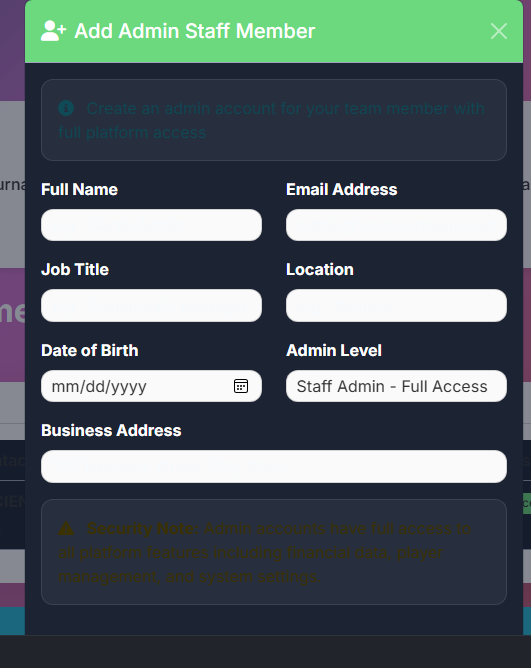 Add Admin Staff Member
Create an admin account for your team member with
full platform access
Full Name
Email Address
Job Title
Location
Date of Birth
Admin Level
mm/dd/yyyy
Staff Admin - Full Access
Business Address
Security Note: Admin accounts have full access to
all platform features including financial data, player
management, and system settings.